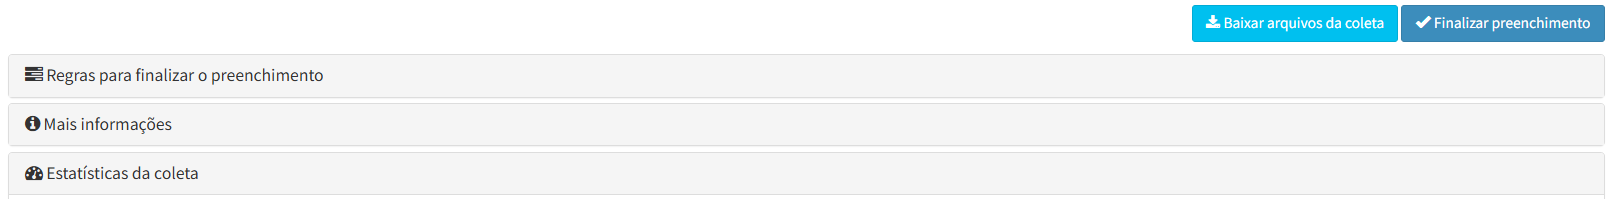 Baixar arquivos da coleta
Finalizar preenchimento
Regras para finalizar o preenchimento
Mais informações
Estatísticas da coleta